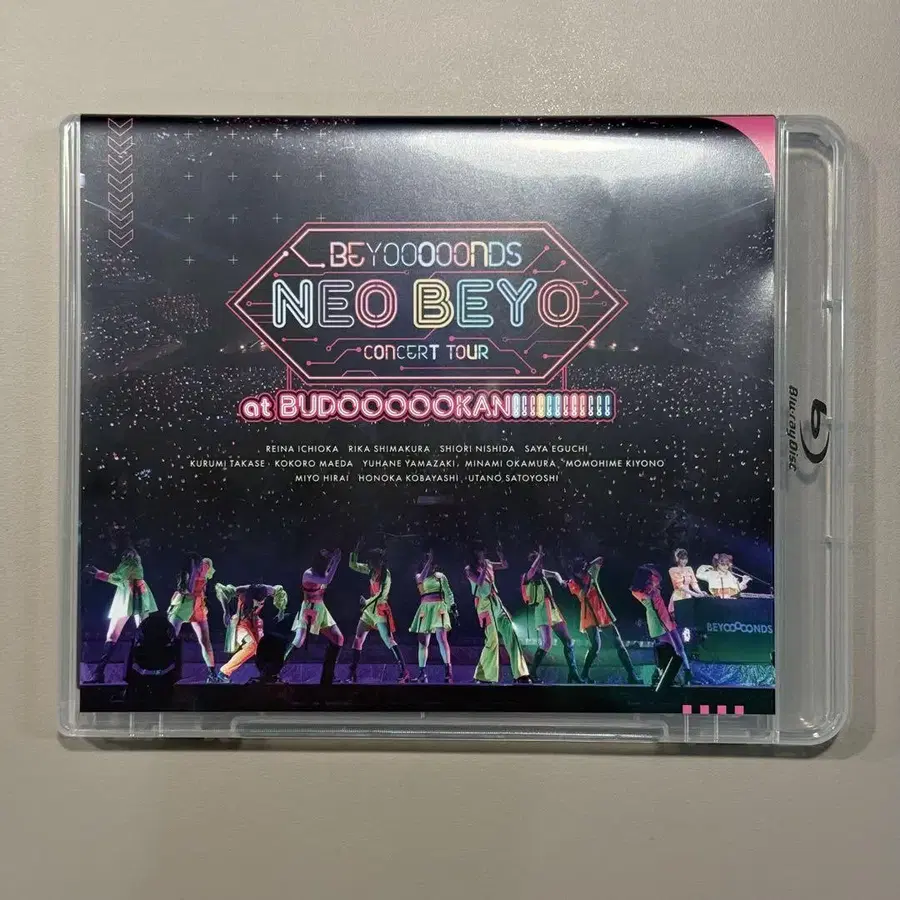 BEYOOOOONDS
NEO BEYO
CONCERT TOUR
at BUDOOOOOKAN!!!!!!!!!!!!
REINA ICHIOKA RIKA SHIMAKURA SHIORI NISHIDA SAYA EGUCHI
KURUMI TAKASE KOKORO MAEDA YUHANE YAMAZAKI MINAMI OKAMURA MOMOHIME KIYONO
MIYO HIRAI HONOKA KOBAYASHI UTANO SATOYOSHI
BEYOOOOONDS
Blu-ray Disc